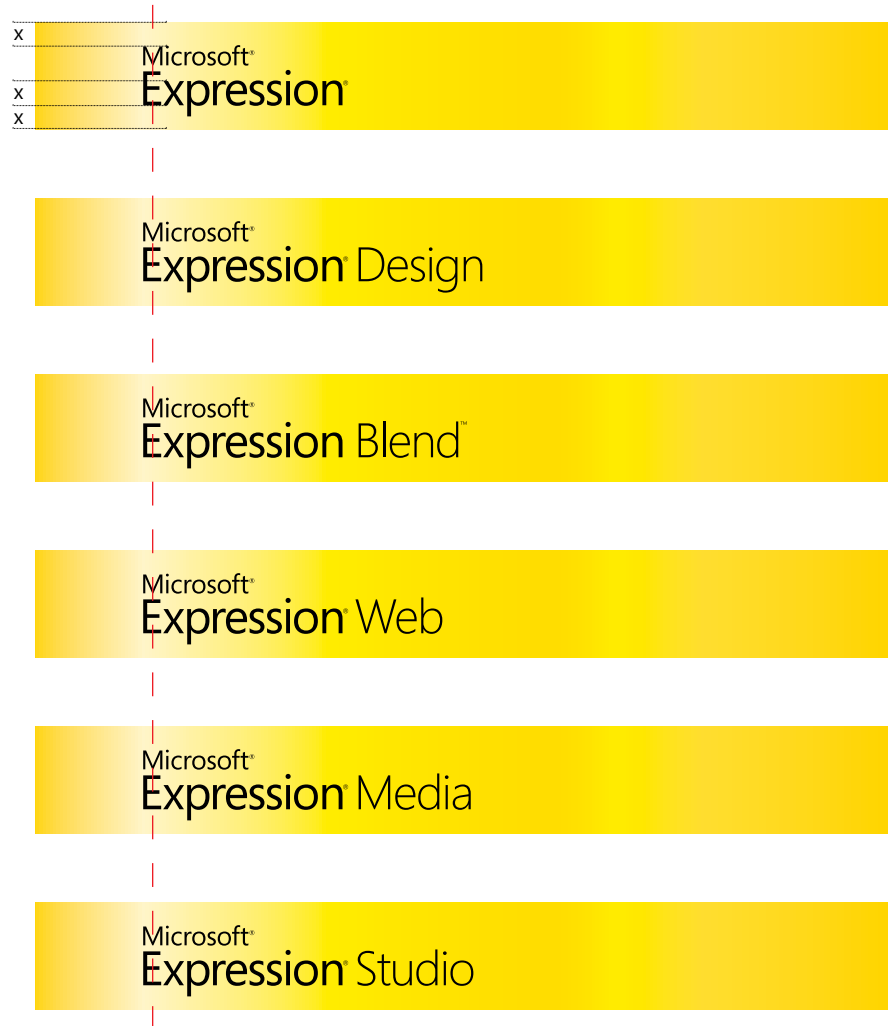 x
Microsoft®
x
Expression®
x
Microsoft®
Expression® Design
Microsoft®
Expression Blend™
Microsoft®
Expression® Web
Microsoft®
Expression® Media
Microsoft®
Expression® Studio